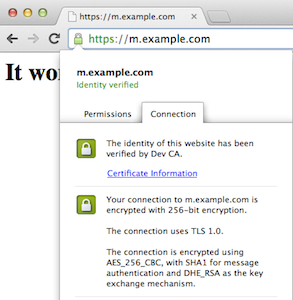 https://m.example.com
https://m.example.com
It wo
m.example.com
Identity verified
Permissions Connection
The identity of this website has been
verified by Dev CA.
Certificate Information
Your connection to m.example.com is
encrypted with 256-bit encryption.
The connection uses TLS 1.0.
The connection is encrypted using
AES_256_CBC, with SHA1 for message
authentication and DHE_RSA as the key
exchange mechanism.